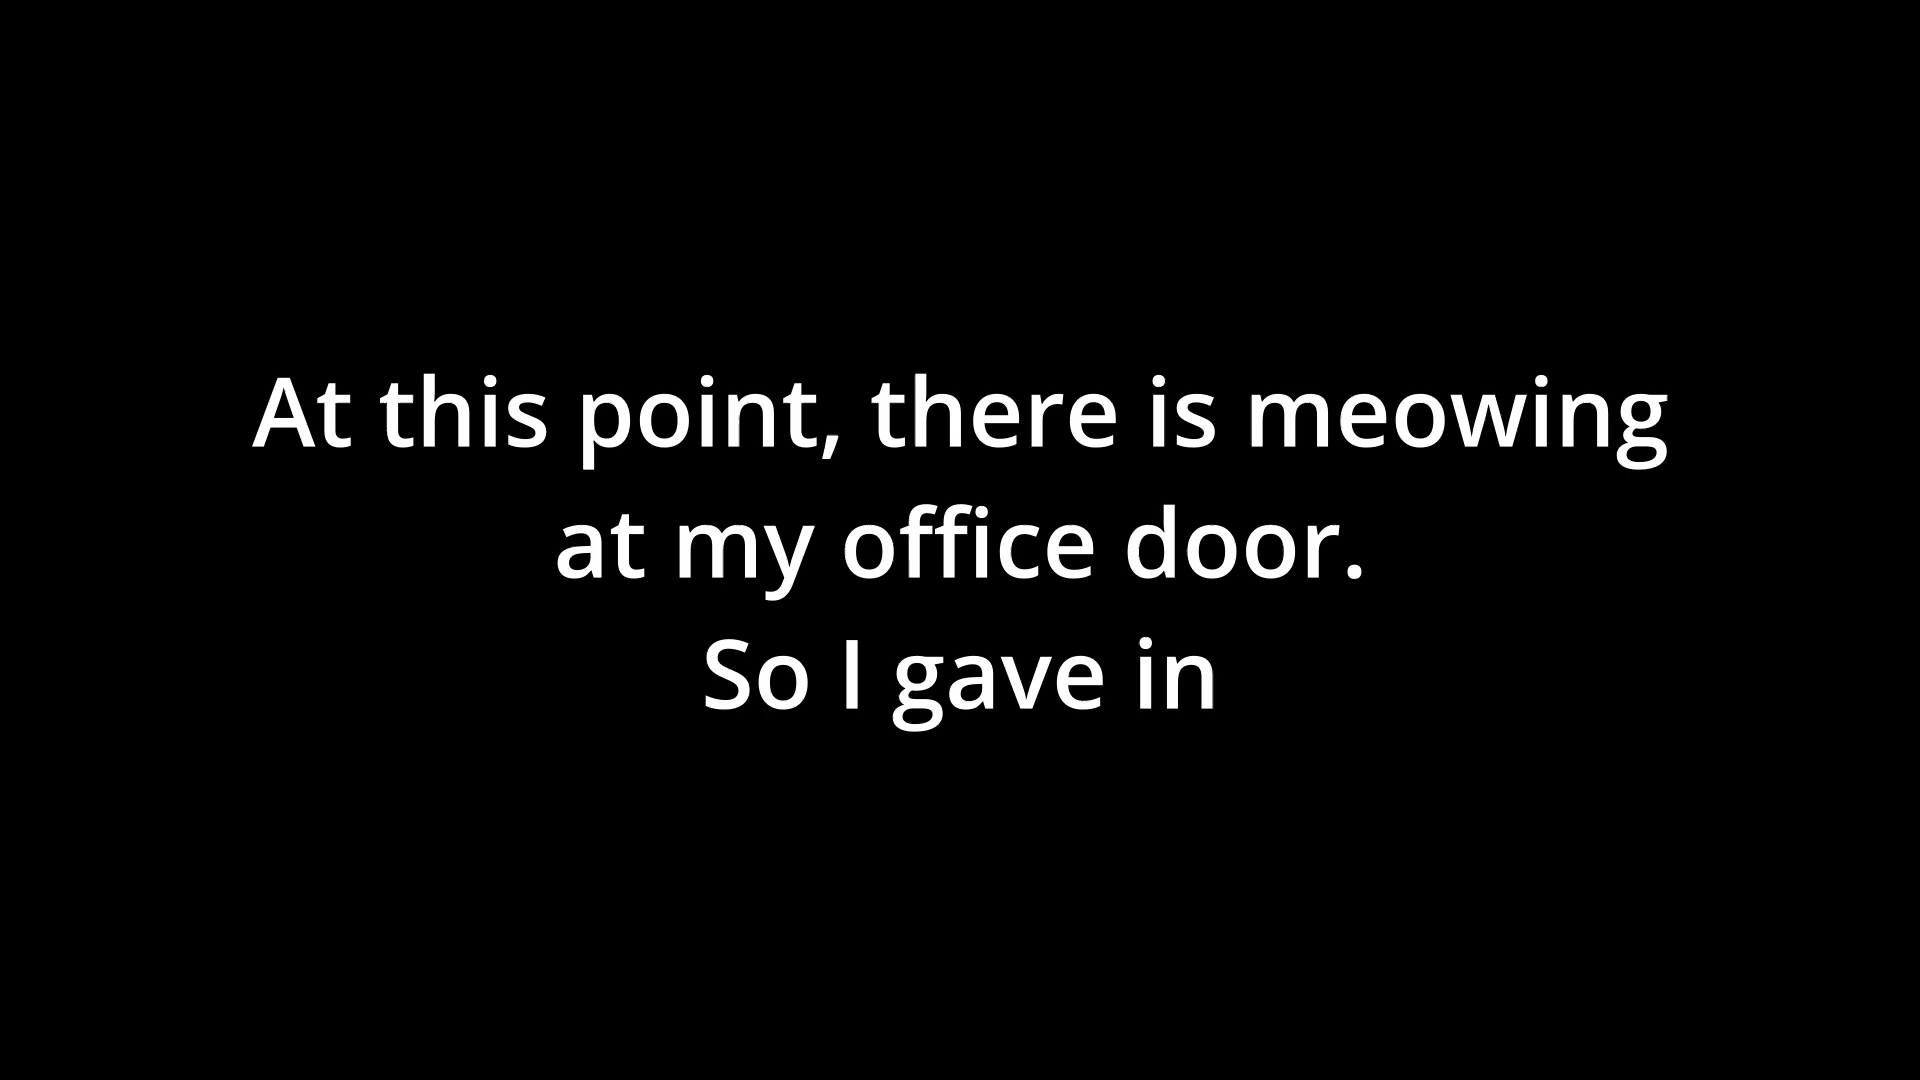 At this point, there is meowing
at my office door.
So I gave in